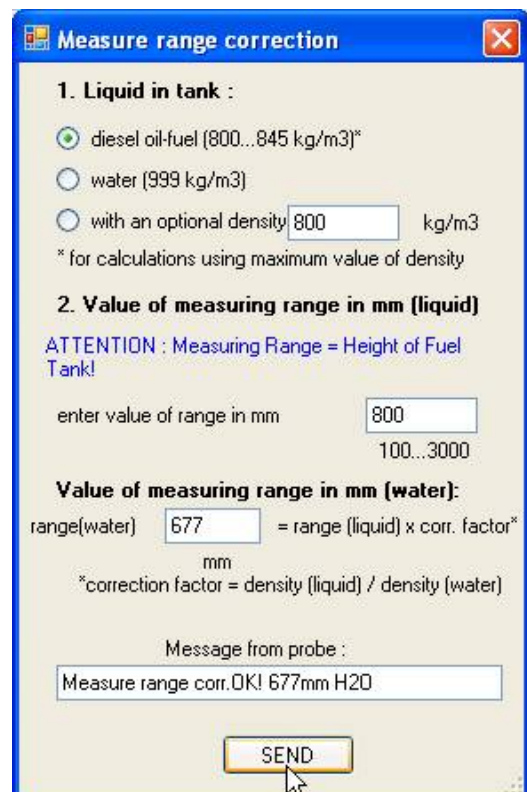 Measure range correction
1. Liquid in tank :
diesel oil-fuel (800...845 kg/m3)*
water (999 kg/m3)
with an optional density 800 kg/m3
* for calculations using maximum value of density
2. Value of measuring range in mm (liquid)
ATTENTION : Measuring Range = Height of Fuel
Tank!
enter value of range in mm 800
100...3000
Value of measuring range in mm (water):
range(water) 677 = range (liquid) x corr. factor*
mm
*correction factor = density (liquid) / density (water)
Message from probe :
Measure range corr.OK! 677mm H2O
SEND